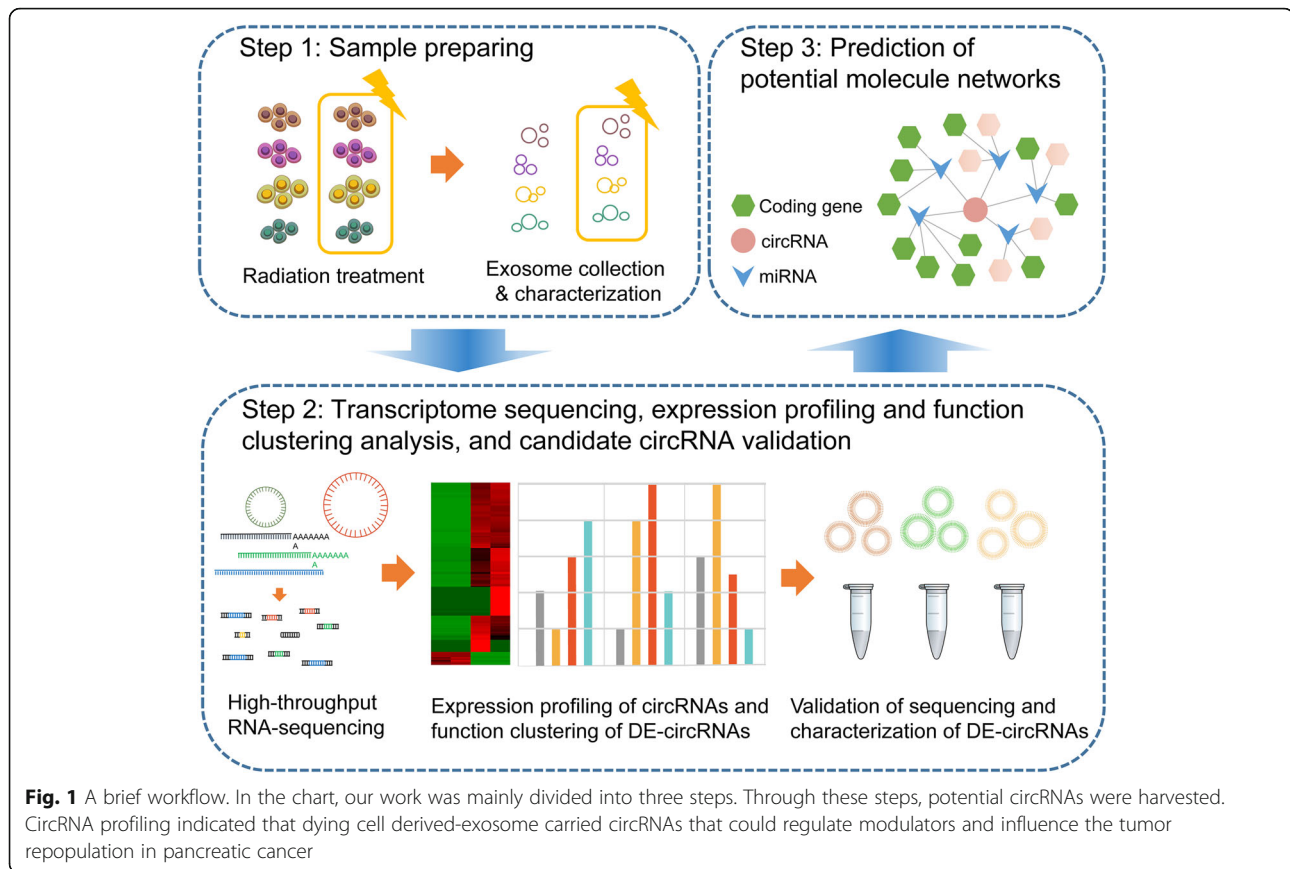 Step 1: Sample preparing
Radiation treatment
Exosome collection
& characterization
Step 3: Prediction of
potential molecule networks
Coding gene
circRNA
miRNA
Step 2: Transcriptome sequencing, expression profiling and function
clustering analysis, and candidate circRNA validation
AAAAAAA
A
AAAAAAA
A
High-throughput
RNA-sequencing
Expression profiling of circRNAs and
function clustering of DE-circRNAs
Validation of sequencing and
characterization of DE-circRNAs
Fig. 1 A brief workflow. In the chart, our work was mainly divided into three steps. Through these steps, potential circRNAs were harvested.
CircRNA profiling indicated that dying cell derived-exosome carried circRNAs that could regulate modulators and influence the tumor
repopulation in pancreatic cancer